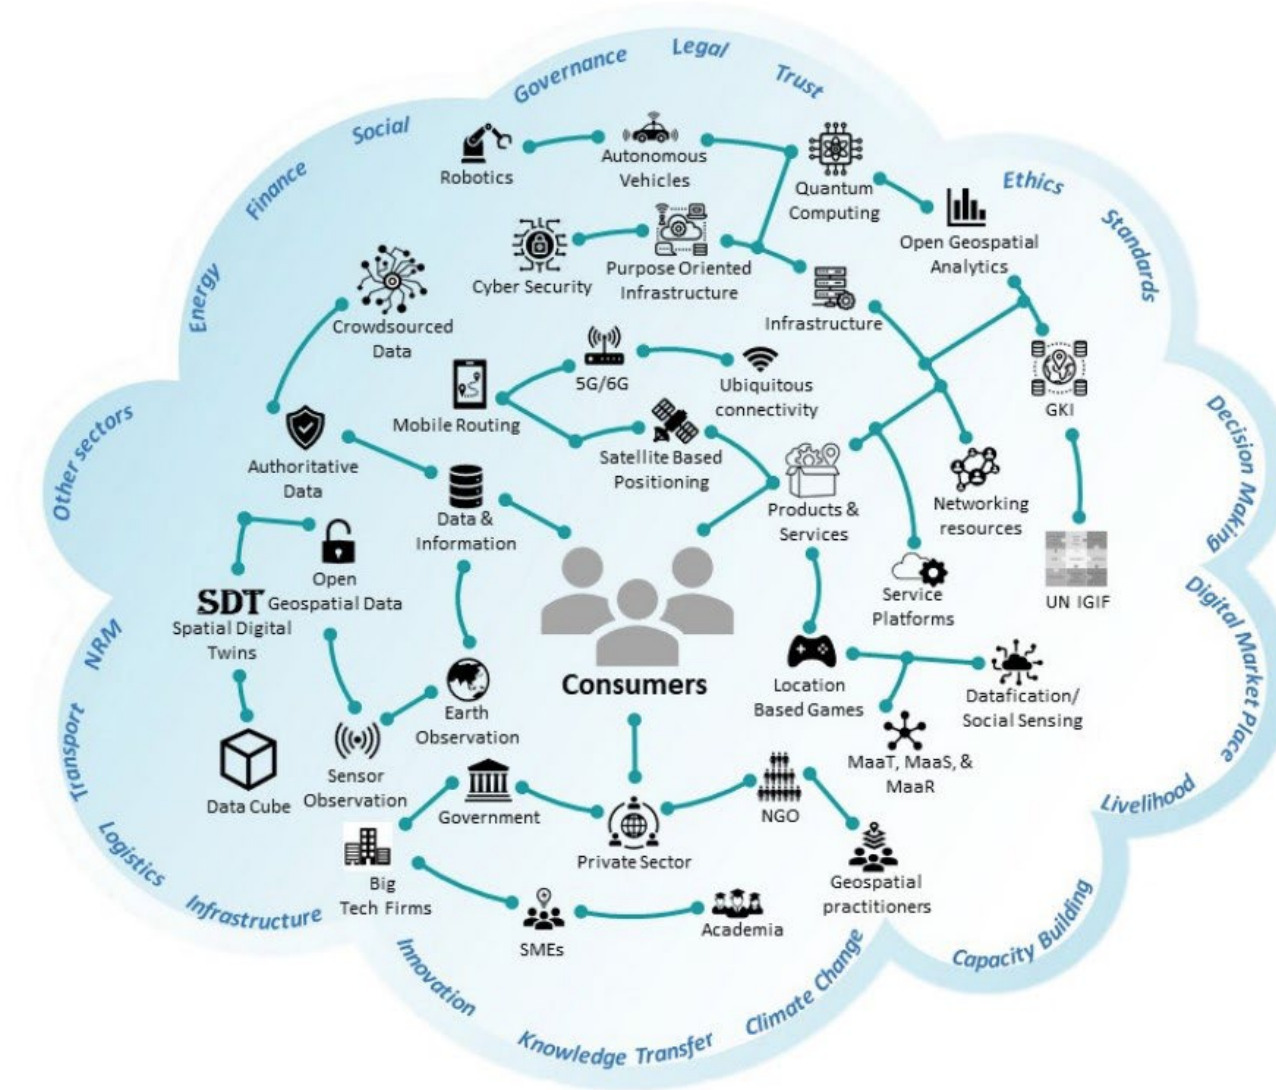 Governance
Legal
Trust
Social
Finance
Energy
Other sectors
Ethics
Standards
Decision Making
Digital Market Place
Livelihood
Capacity Building
Climate Change
Knowledge Transfer
Innovation
Infrastructure
Logistics
Transport
NRM
Robotics
Autonomous
Vehicles
Quantum
Computing
Open Geospatial
Analytics
Cyber Security
Purpose Oriented
Infrastructure
Infrastructure
Crowdsourced
Data
5G/6G
Ubiquitous
connectivity
GKI
Mobile Routing
Satellite Based
Positioning
Authoritative
Data
Data &
Information
Products &
Services
Networking
resources
Open
Geospatial Data
SDT
Spatial Digital
Twins
Service
Platforms
UN IGIF
Consumers
Earth
Observation
Location
Based Games
Datafication/
Social Sensing
MaaT, MaaS, &
MaaR
Data Cube
Sensor
Observation
Government
Private Sector
NGO
Geospatial
practitioners
Big
Tech Firms
SMEs
Academia